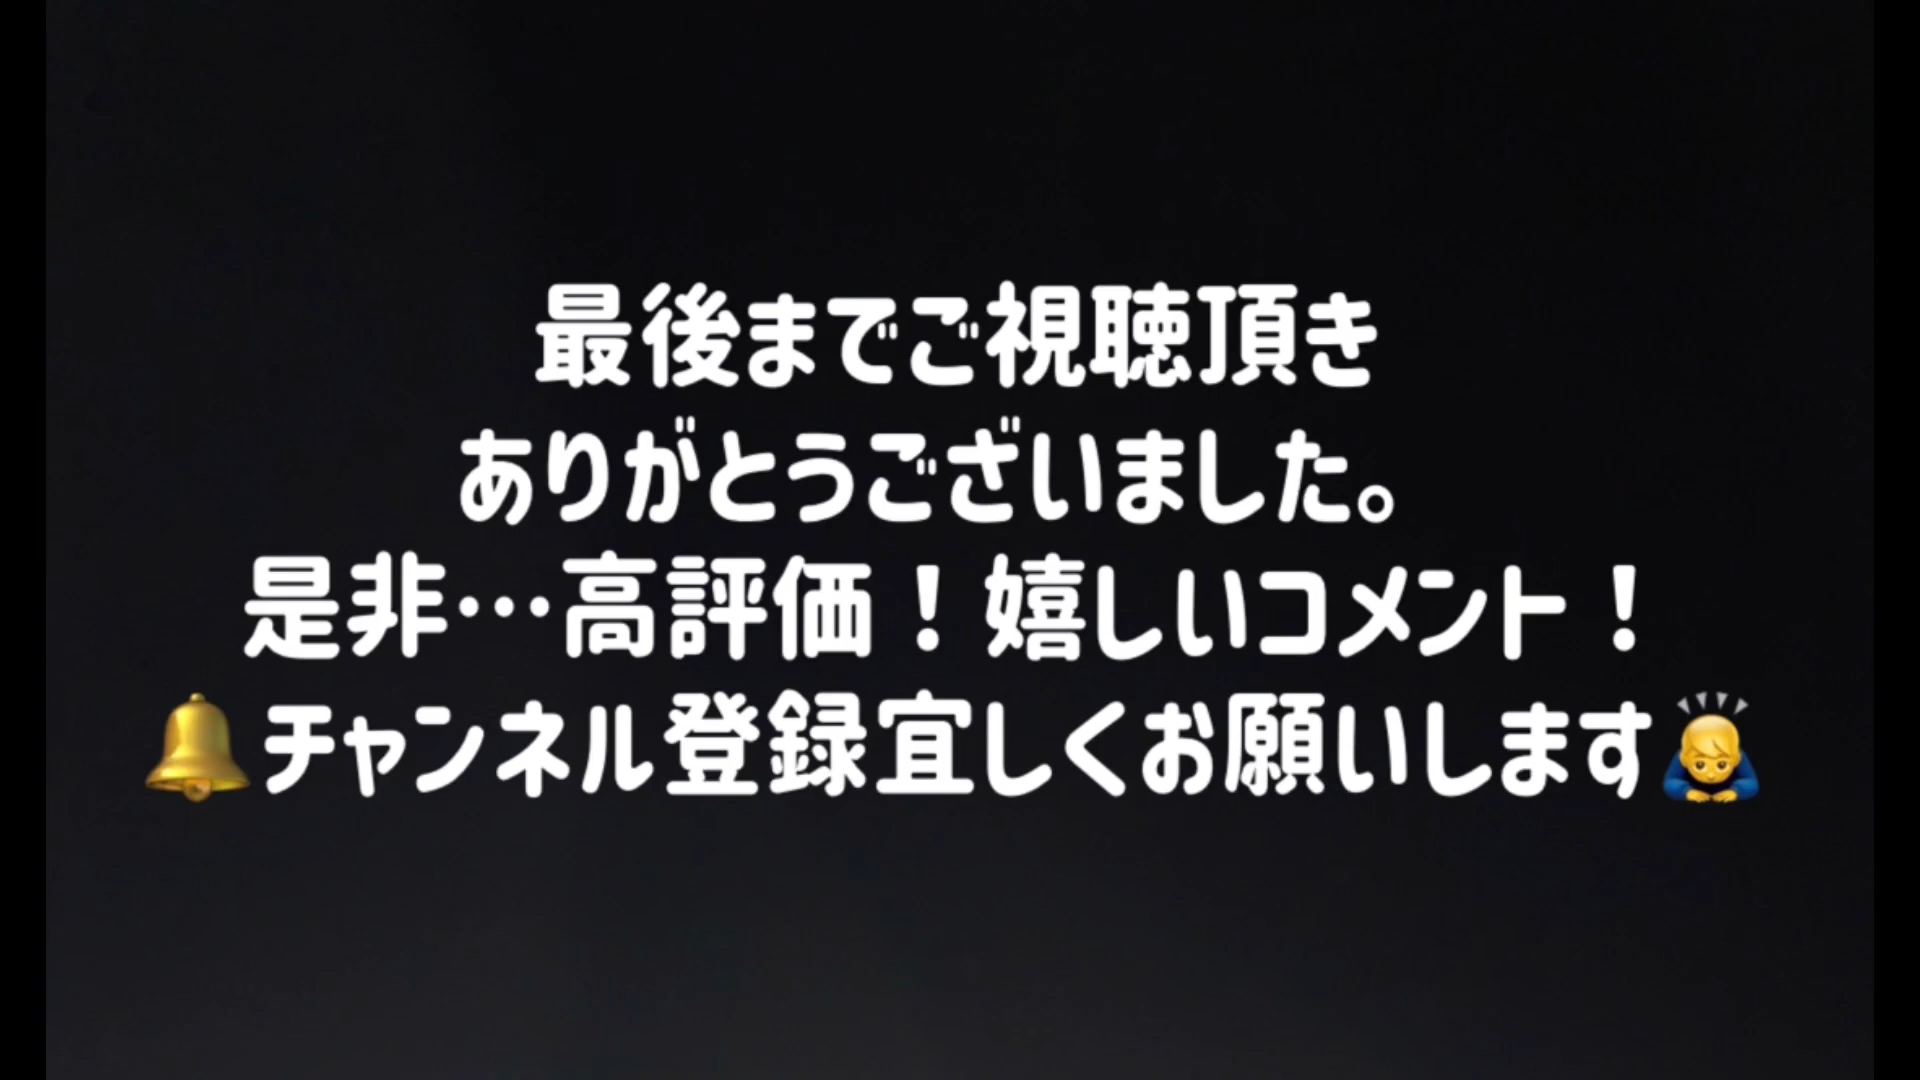 最後までご視聴頂き
ありがとうございました。
是非…高評価！嬉しいコメント！
🔔チャンネル登録宜しくお願いします🙇‍♂️